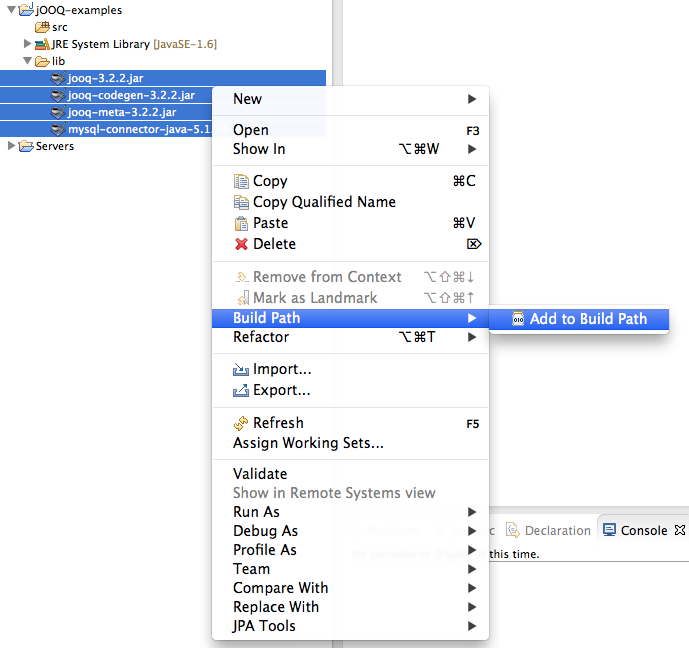 jOOQ-examples
src
JRE System Library [JavaSE-1.6]
lib
jooq-3.2.2.jar
jooq-codegen-3.2.2.jar
jooq-meta-3.2.2.jar
mysql-connector-java-5.1.
Servers
New
Open F3
Show In ⌥⌘W
Copy ⌘C
Copy Qualified Name
Paste ⌘V
Delete ⌦
Remove from Context ⌥⇧⌘↓
Mark as Landmark ⌥⇧⌘↑
Build Path
Add to Build Path
Refactor ⌥⌘T
Import...
Export...
Refresh F5
Assign Working Sets...
Validate
Show in Remote Systems view
Run As
Debug As
Profile As
Team
Compare With
Replace With
JPA Tools
c Declaration Console
this time.